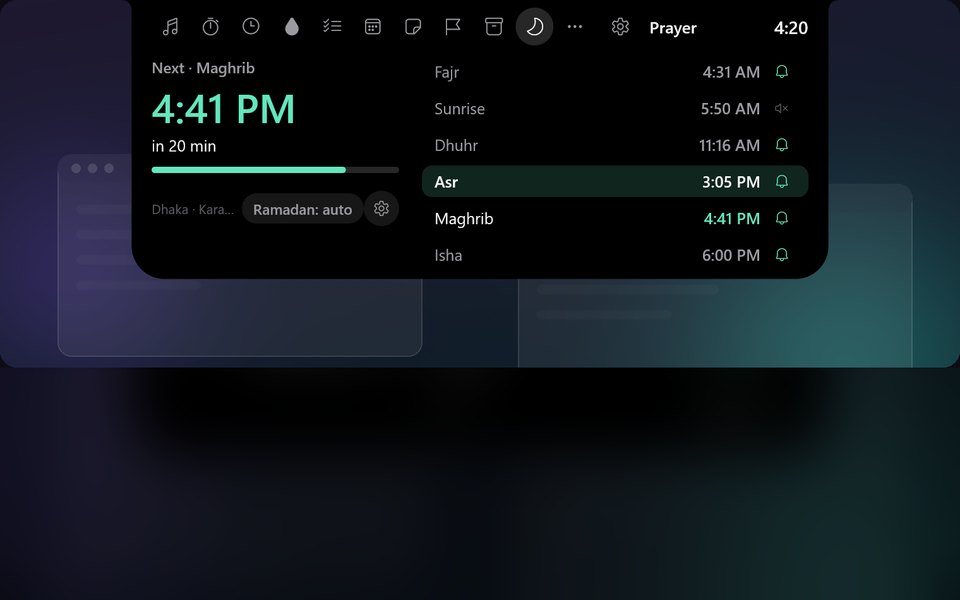 Prayer 4:20
Next · Maghrib
4:41 PM
in 20 min
Dhaka · Kara...
Ramadan: auto
Fajr 4:31 AM
Sunrise 5:50 AM
Dhuhr 11:16 AM
Asr 3:05 PM
Maghrib 4:41 PM
Isha 6:00 PM